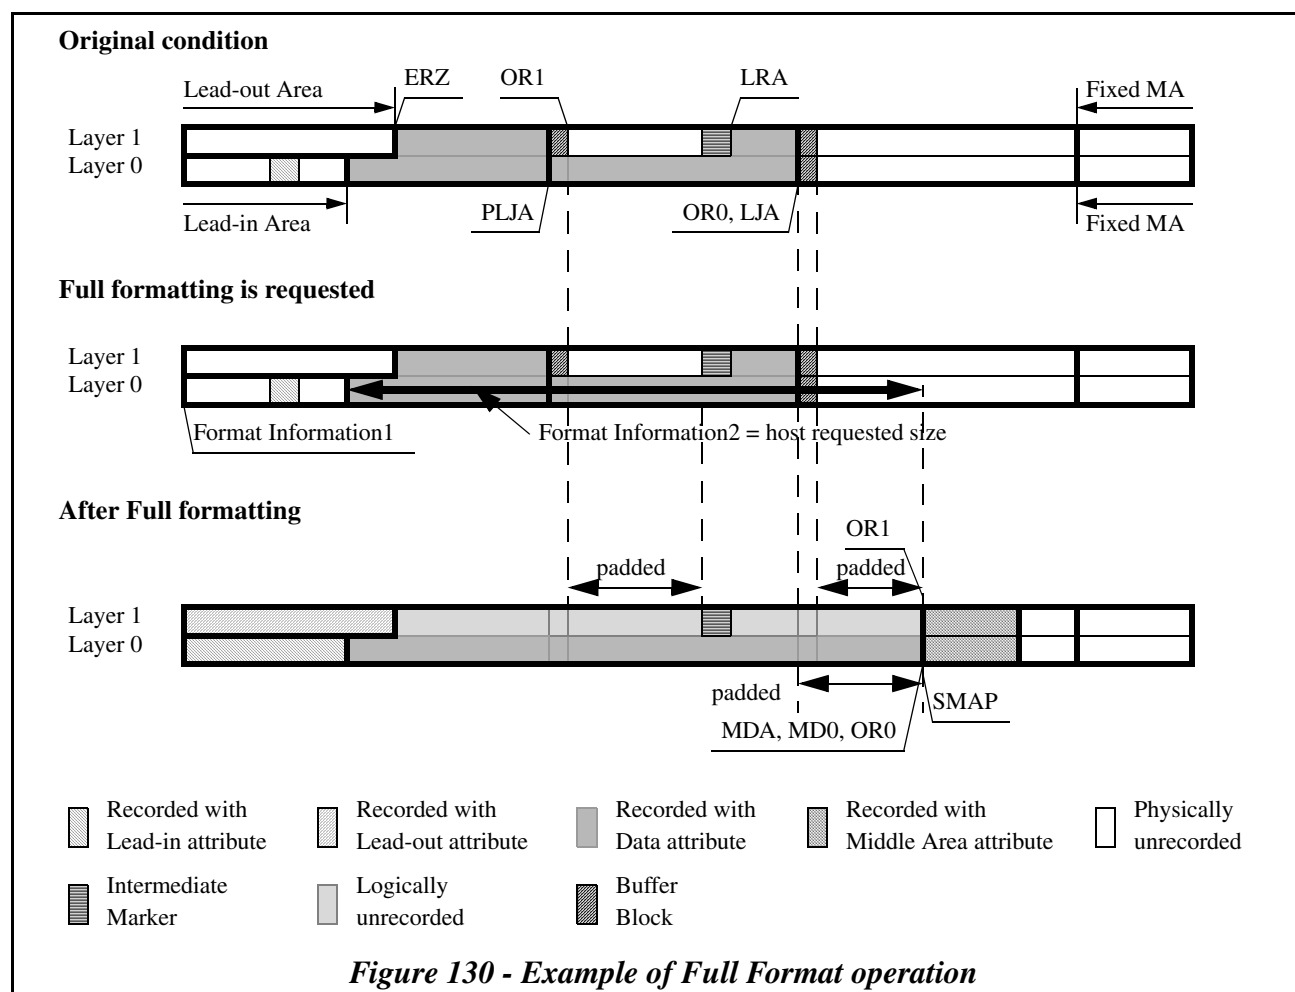 Original condition
ERZ
OR1
LRA
Lead-out Area
Fixed MA
Layer 1
Layer 0
PLJA
OR0, LJA
Lead-in Area
Fixed MA
Full formatting is requested
Layer 1
Layer 0
Format Information1
Format Information2 = host requested size
After Full formatting
OR1
padded
padded
Layer 1
Layer 0
padded
SMAP
MDA, MD0, OR0
Recorded with
Lead-in attribute
Recorded with
Lead-out attribute
Recorded with
Data attribute
Recorded with
Middle Area attribute
Physically
unrecorded
Intermediate
Marker
Logically
unrecorded
Buffer
Block
Figure 130 - Example of Full Format operation